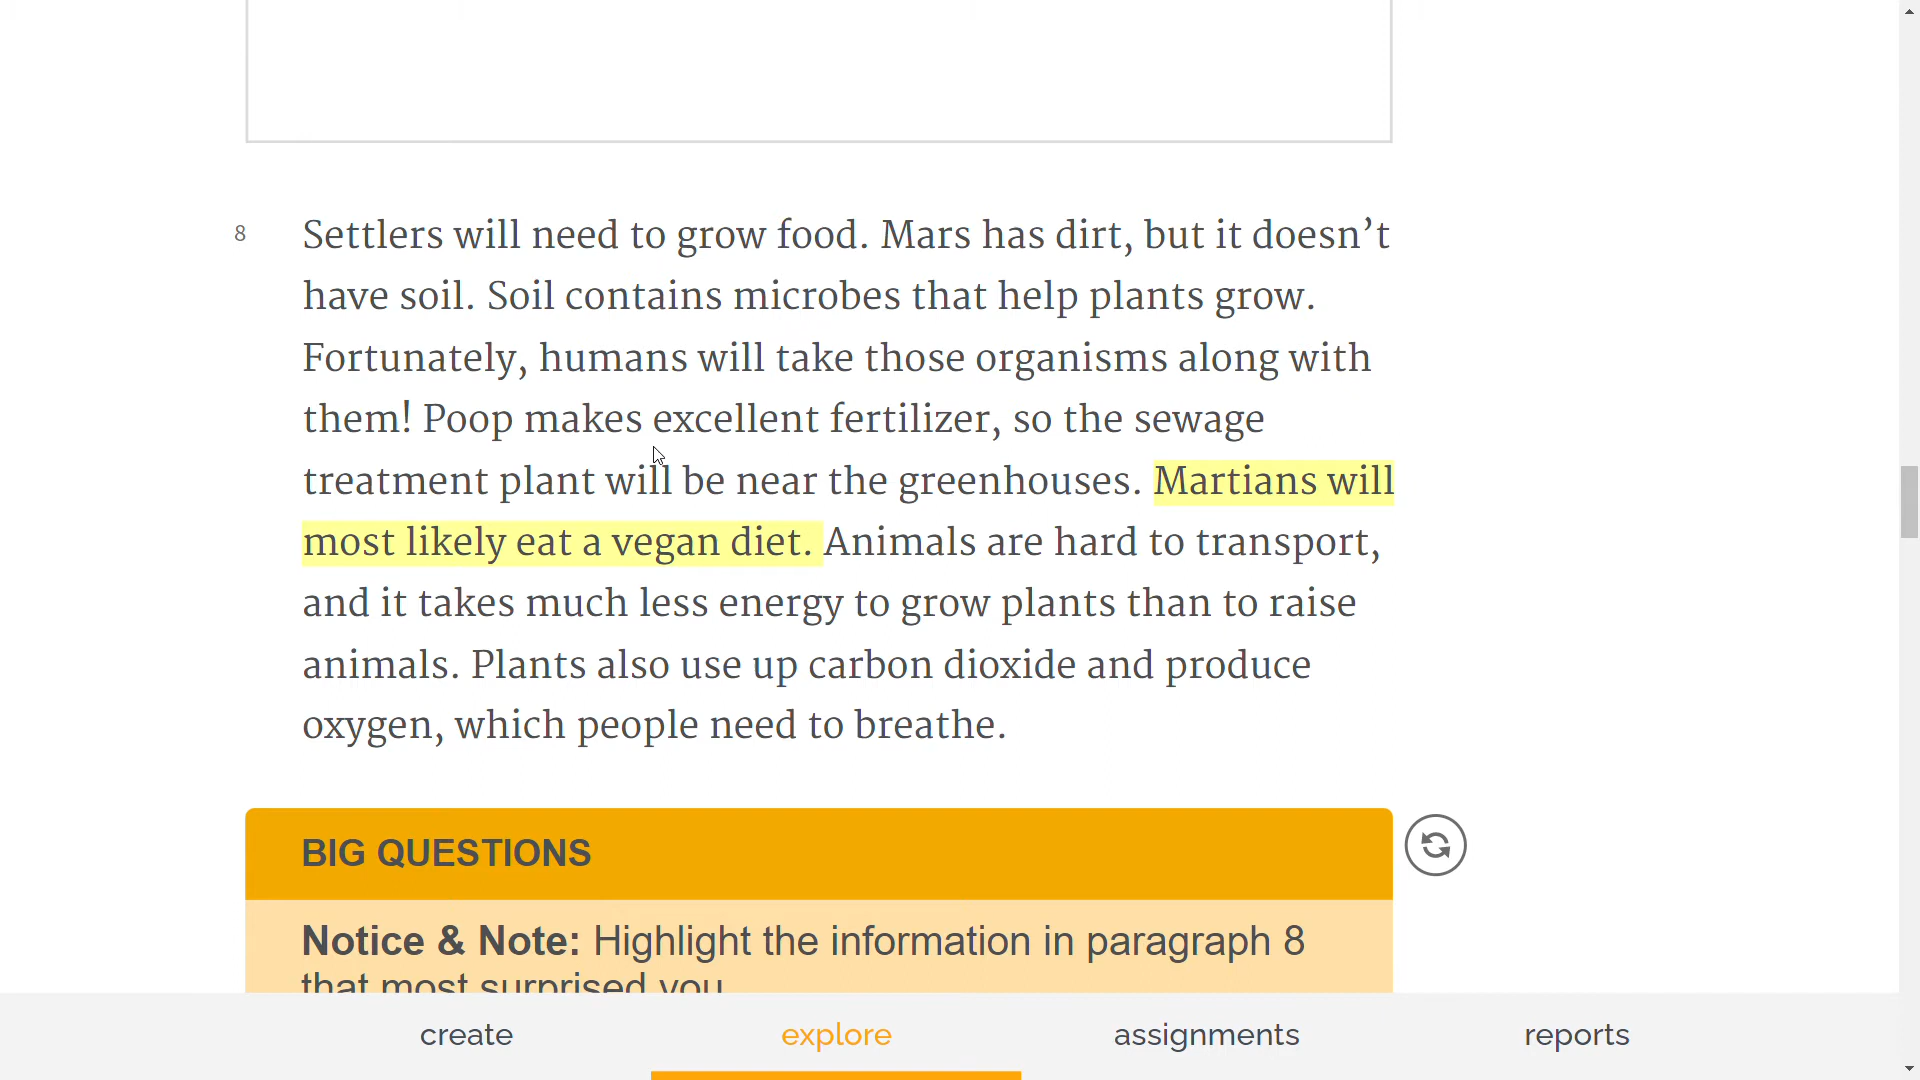 8
Settlers will need to grow food. Mars has dirt, but it doesn’t
have soil. Soil contains microbes that help plants grow.
Fortunately, humans will take those organisms along with
them! Poop makes excellent fertilizer, so the sewage
treatment plant will be near the greenhouses. Martians will
most likely eat a vegan diet. Animals are hard to transport,
and it takes much less energy to grow plants than to raise
animals. Plants also use up carbon dioxide and produce
oxygen, which people need to breathe.
BIG QUESTIONS
Notice & Note: Highlight the information in paragraph 8
that most surprised you
create explore assignments reports